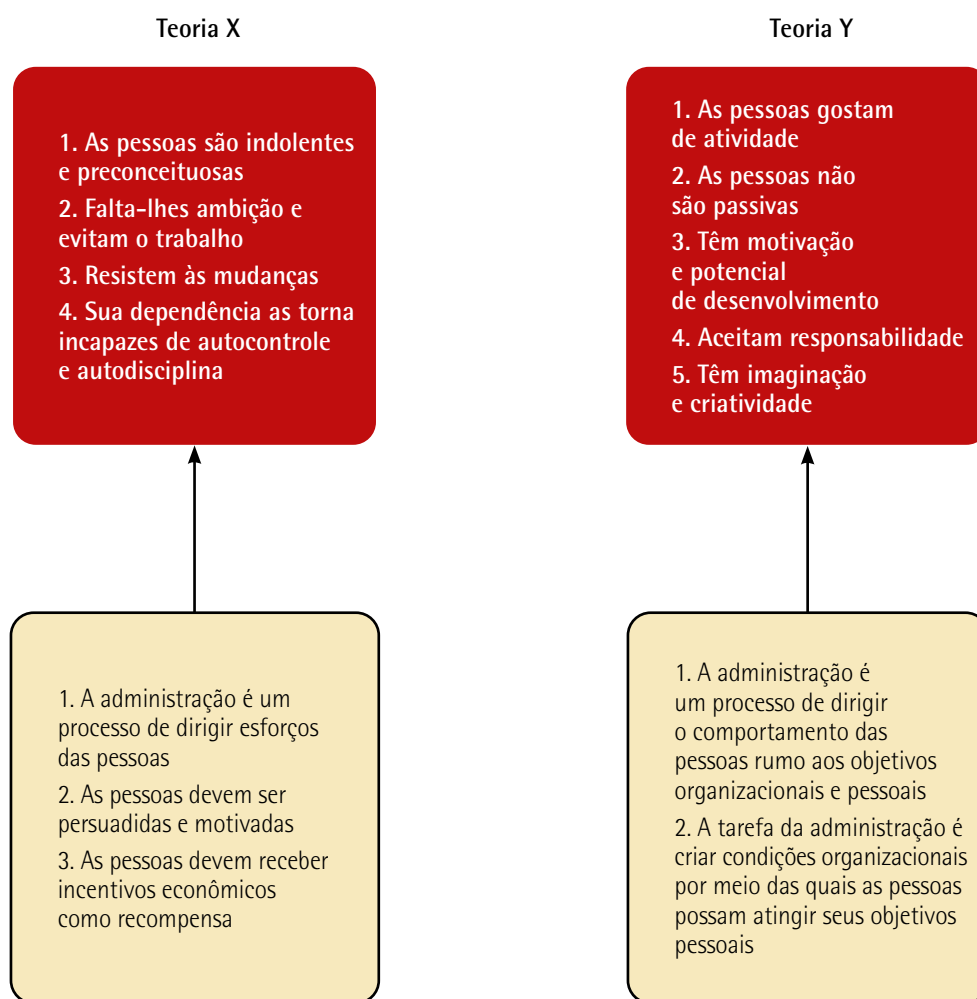 Teoria X
1. As pessoas são indolentes
e preconceituosas
2. Falta-lhes ambição e
evitam o trabalho
3. Resistem às mudanças
4. Sua dependência as torna
incapazes de autocontrole
e autodisciplina
1. A administração é um
processo de dirigir esforços
das pessoas
2. As pessoas devem ser
persuadidas e motivadas
3. As pessoas devem receber
incentivos econômicos
como recompensa
Teoria Y
1. As pessoas gostam
de atividade
2. As pessoas não
são passivas
3. Têm motivação
e potencial
de desenvolvimento
4. Aceitam responsabilidade
5. Têm imaginação
e criatividade
1. A administração é
um processo de dirigir
o comportamento das
pessoas rumo aos objetivos
organizacionais e pessoais
2. A tarefa da administração é
criar condições organizacionais
por meio das quais as pessoas
possam atingir seus objetivos
pessoais